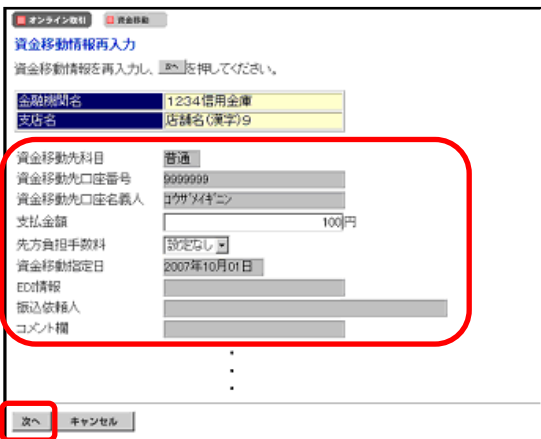 オンライン取引 資金移動
資金移動情報再入力
資金移動情報を再入力し、 次へ を押してください。
金融機関名 1234信用金庫
支店名 店舗名(漢字)9
資金移動先科目 普通
資金移動先口座番号 9999999
資金移動先口座名義人 コウザメイギニン
支払金額 100円
先方負担手数料 設定なし
資金移動指定日 2007年10月01日
EDI情報
振込依頼人
コメント欄
次へ キャンセル